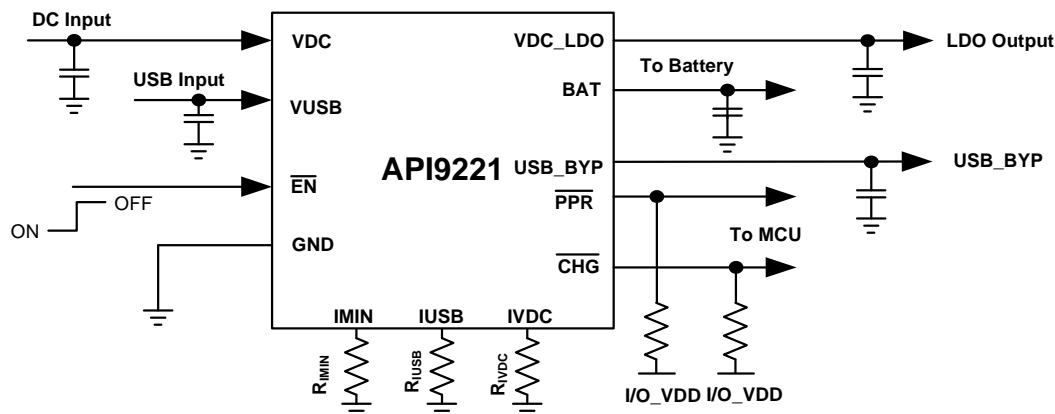 DC Input
VDC
VDC_LDO
LDO Output
To Battery
USB Input
BAT
VUSB
API9221
USB_BYP
USB_BYP
EN
PPR
OFF
ON
To MCU
GND
CHG
IMIN
IUSB
IVDC
RIMIN
RIUSB
RIVDC
I/O_VDD
I/O_VDD